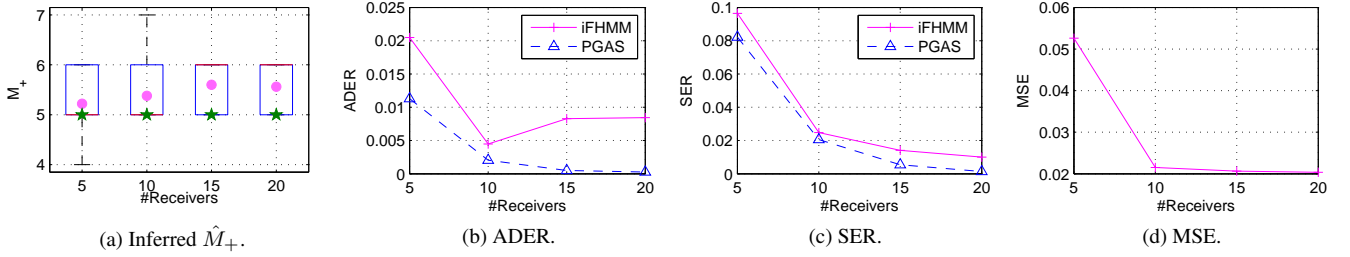 M+
7
6
5
4
5
10
15
20
#Receivers
(a) Inferred M̂+.
ADER
0.025
0.02
0.015
0.01
0.005
0
5
10
15
20
#Receivers
iFHMM
PGAS
(b) ADER.
SER
0.1
0.08
0.06
0.04
0.02
0
5
10
15
20
#Receivers
iFHMM
PGAS
(c) SER.
MSE
0.06
0.05
0.04
0.03
0.02
5
10
15
20
#Receivers
(d) MSE.